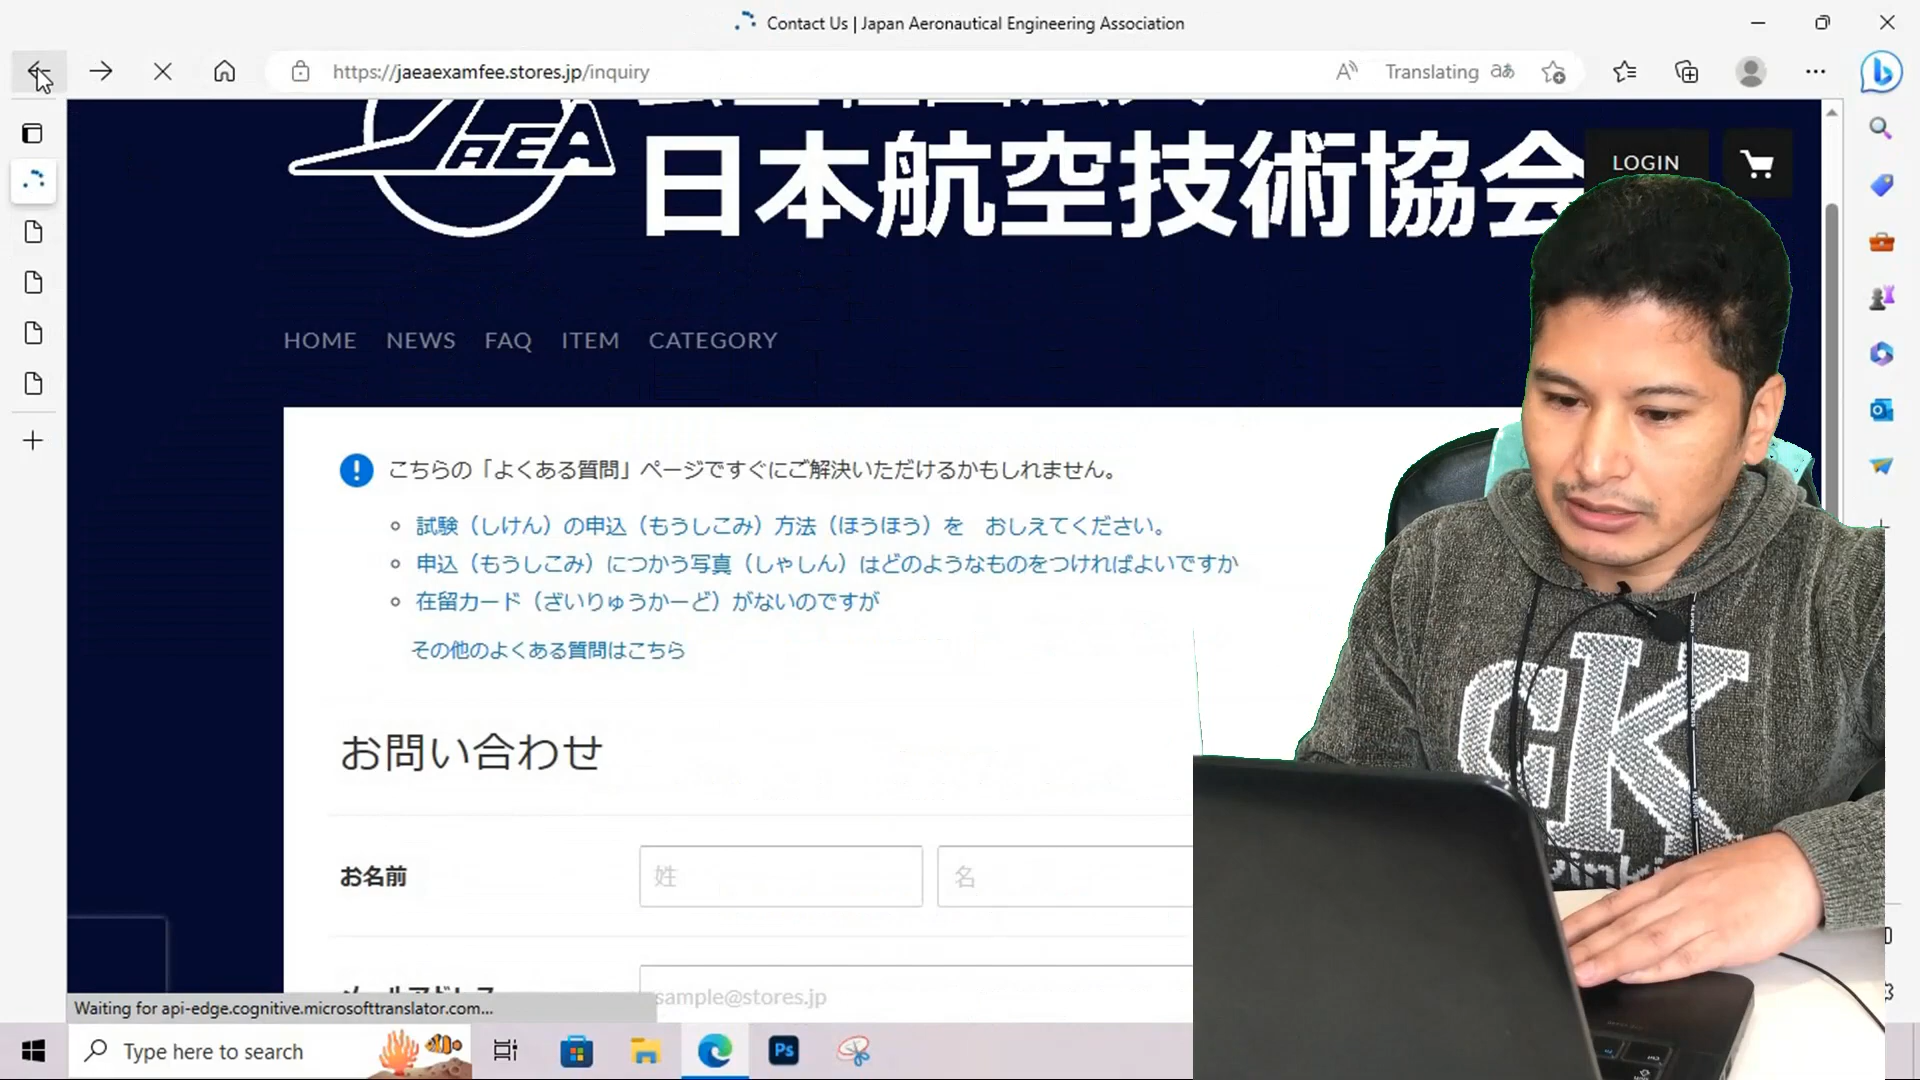 Contact Us | Japan Aeronautical Engineering Association
https://jaeaexamfee.stores.jp/inquiry
Translating
日本航空技術協会
LOGIN
HOME NEWS FAQ ITEM CATEGORY
こちらの「よくある質問」ページですぐにご解決いただけるかもしれません。
試験（しけん）の申込（もうしこみ）方法（ほうほう）を　おしえてください。
申込（もうしこみ）につかう写真（しゃしん）はどのようなものをつければよいですか
在留カード（ざいりゅうかーど）がないのですが
その他のよくある質問はこちら
お問い合わせ
お名前
姓
名
メールアドレス
sample@stores.jp
Waiting for api-edge.cognitive.microsofttranslator.com...
Type here to search
Ps
CK